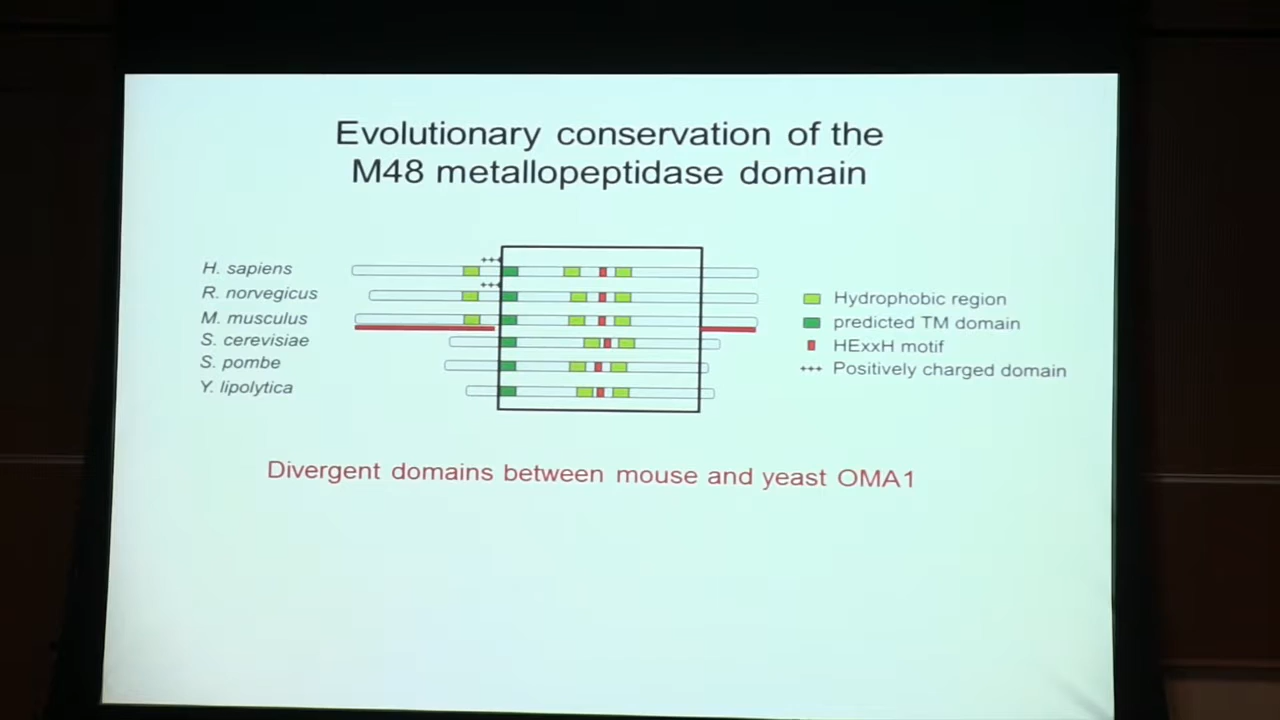 Evolutionary conservation of the
M48 metallopeptidase domain
H. sapiens
R. norvegicus
M. musculus
S. cerevisiae
S. pombe
Y. lipolytica
+++
+++
Hydrophobic region
predicted TM domain
HExxH motif
+++ Positively charged domain
Divergent domains between mouse and yeast OMA1